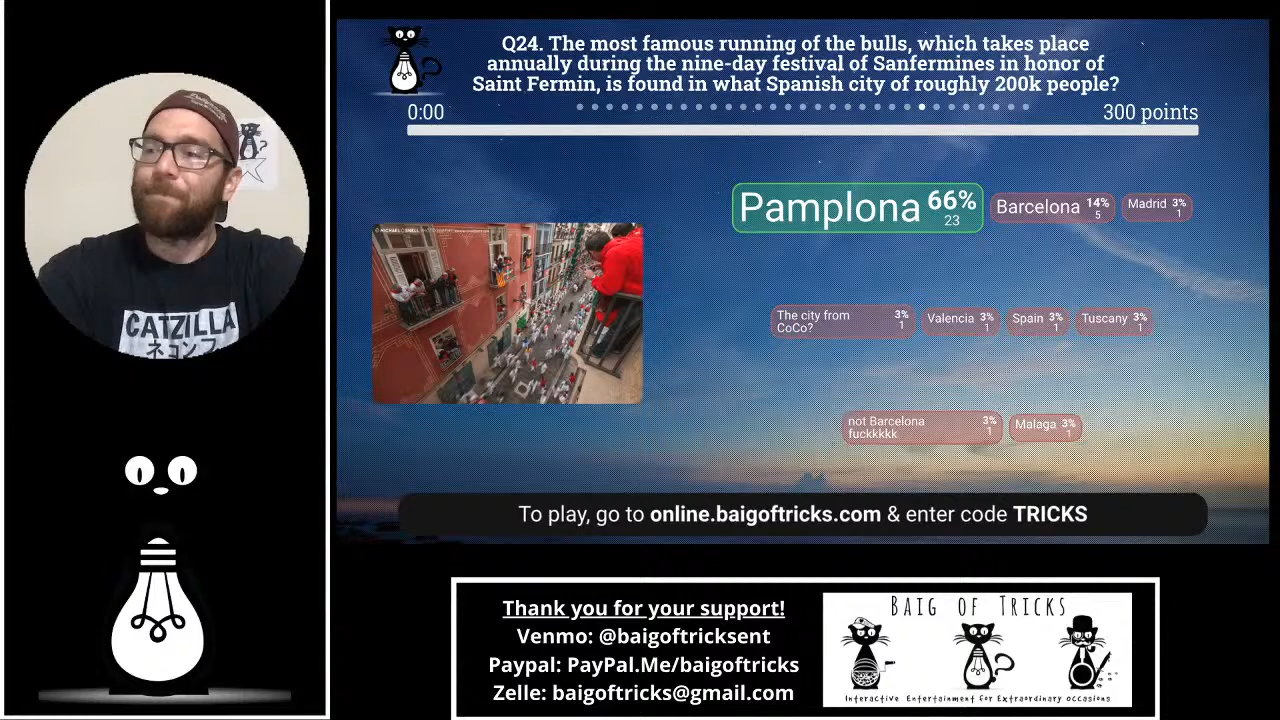 Q24. The most famous running of the bulls, which takes place
annually during the nine-day festival of Sanfermines in honor of
Saint Fermin, is found in what Spanish city of roughly 200k people?
0:00
300 points
Pamplona 66%
23
Barcelona 14%
5
Madrid 3%
1
The city from
CoCo?
3%
1
Valencia 3%
1
Spain 3%
1
Tuscany 3%
1
not Barcelona
fuckkkkk
3%
1
Malaga 3%
1
CATZILLA
ネコンラ
To play, go to online.baigoftricks.com & enter code TRICKS
Thank you for your support!
Venmo: @baigoftricksent
Paypal: PayPal.Me/baigoftricks
Zelle: baigoftricks@gmail.com
BAIG OF TRICKS
Interactive Entertainment for Extraordinary occasions